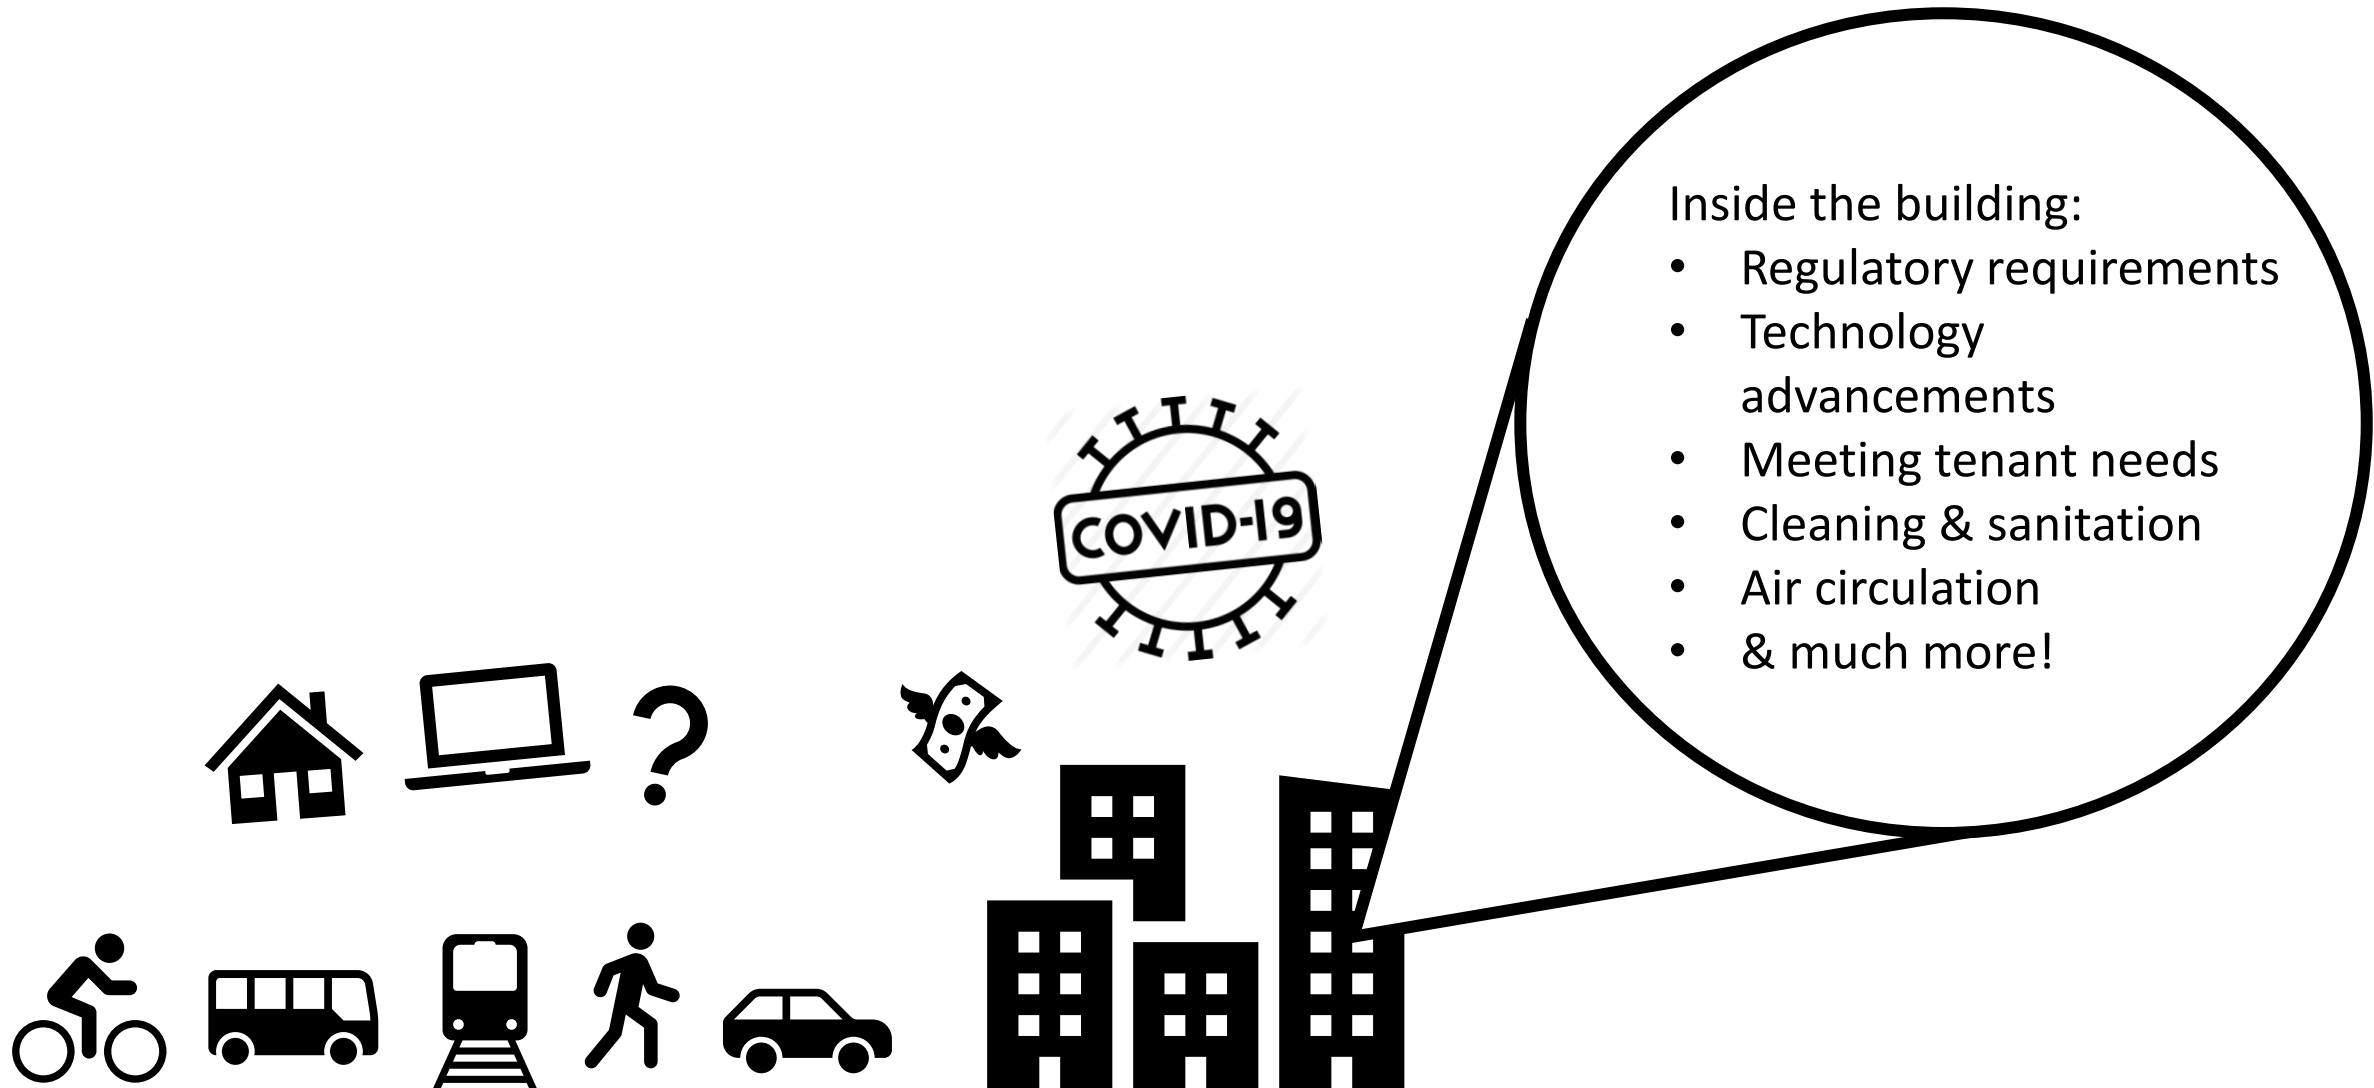 Inside the building:
• Regulatory requirements
• Technology
advancements
• Meeting tenant needs
• Cleaning & sanitation
• Air circulation
• & much more!
COVID-19
?